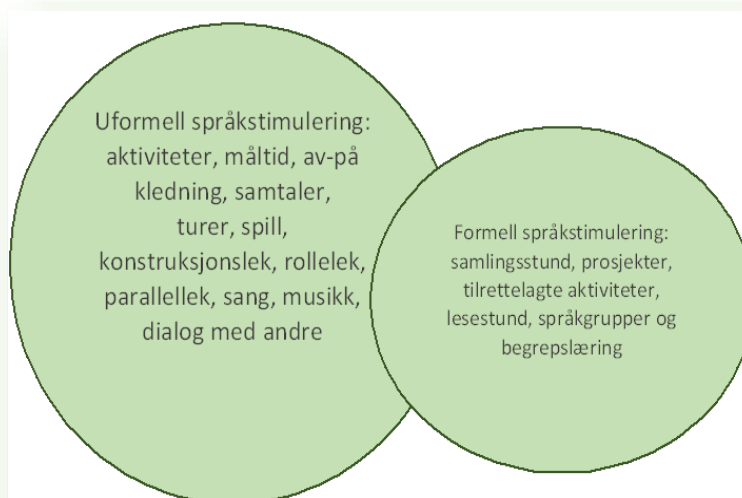 Uformell språkstimulering:
aktiviteter, måltid, av-på
kledning, samtaler,
turer, spill,
konstruksjonslek, rollelek,
parallellek, sang, musikk,
dialog med andre
Formell språkstimulering:
samlingsstund, prosjekter,
tilrettelagte aktiviteter,
lesestund, språkgrupper og
begrepslæring